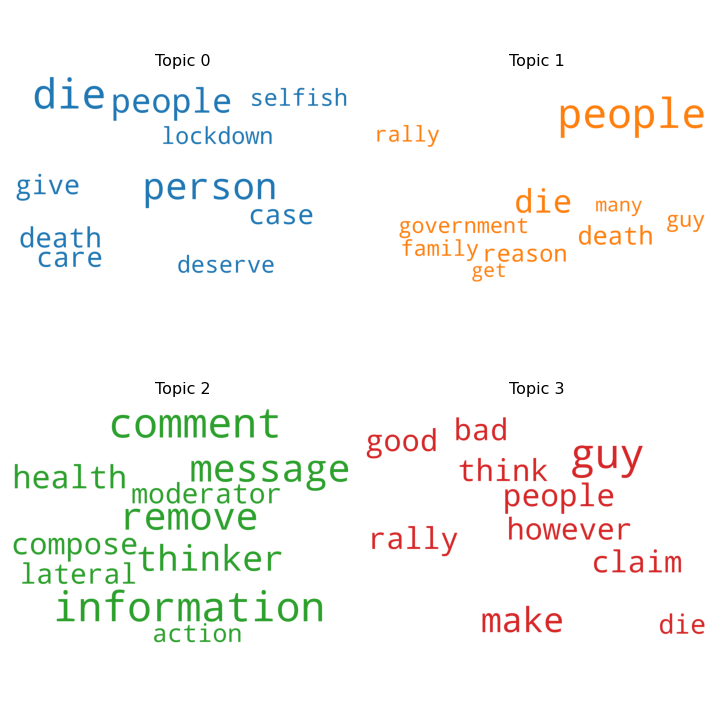 Topic 0
die people selfish
lockdown
give person
case
death
care deserve
Topic 1
people
rally
die many
government guy
family reason death
get
Topic 2
comment
health message
moderator
remove
compose thinker
lateral
information
action
Topic 3
good bad guy
think
people
rally however
claim
make die